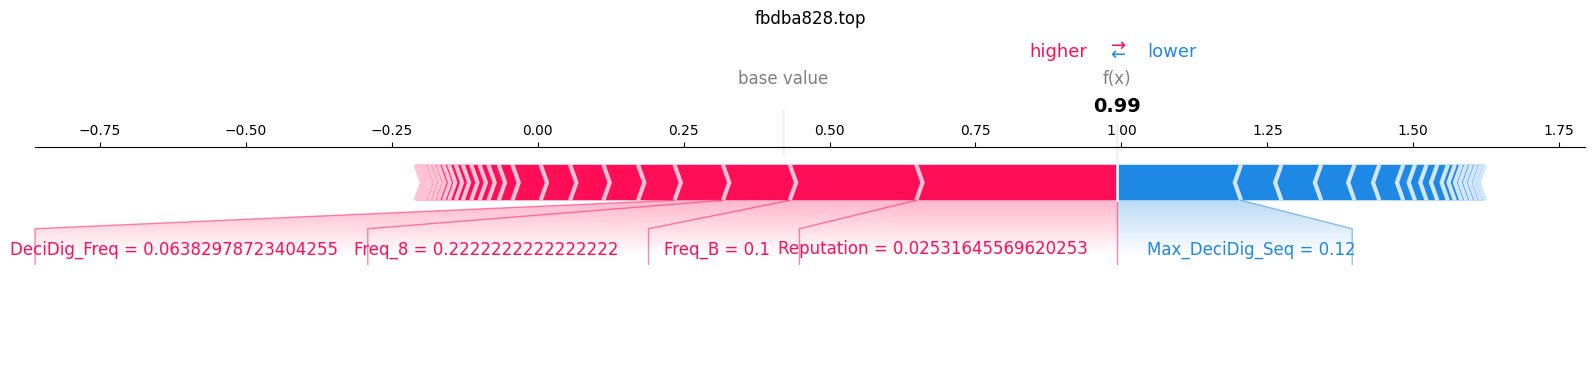 fbdba828.top
higher → lower
←
base value f(x)
0.99
−0.75 −0.50 −0.25 0.00 0.25 0.50 0.75 1.00 1.25 1.50 1.75
DeciDig_Freq = 0.06382978723404255 Freq_8 = 0.2222222222222222 Freq_B = 0.1 Reputation = 0.02531645569620253 Max_DeciDig_Seq = 0.12